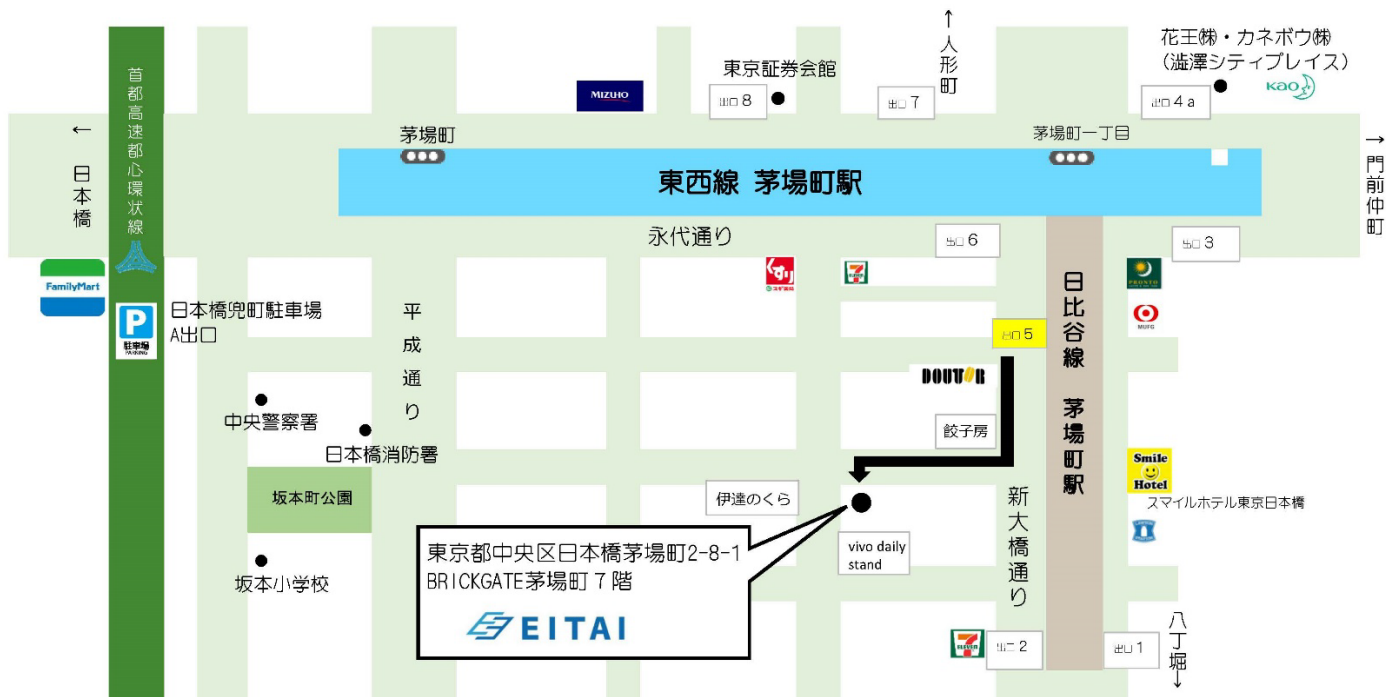 ↑
人形町
花王㈱・カネボウ㈱
(澁澤シティプレイス)
Kao
東京証券会館
MIZUHO
出口 8
出口 7
出口 4 a
首都高速都心環状線
←
日本橋
茅場町
茅場町一丁目
→
門前仲町
東西線 茅場町駅
永代通り
出口 6
出口 3
FamilyMart
くすり
スギ薬局
7
ELEVEN
PRONTO
P
駐車場
PARKING
日本橋兜町駐車場
A出口
平成通り
出口 5
日比谷線 茅場町駅
MUFG
DOUTOR
中央警察署
餃子房
日本橋消防署
Smile
Hotel
スマイルホテル東京日本橋
坂本町公園
伊達のくら
新大橋通り
東京都中央区日本橋茅場町2-8-1
BRICKGATE茅場町７階
EITAI
vivo daily
stand
坂本小学校
7
ELEVEN
出口 2
出口 1
八丁堀
↓